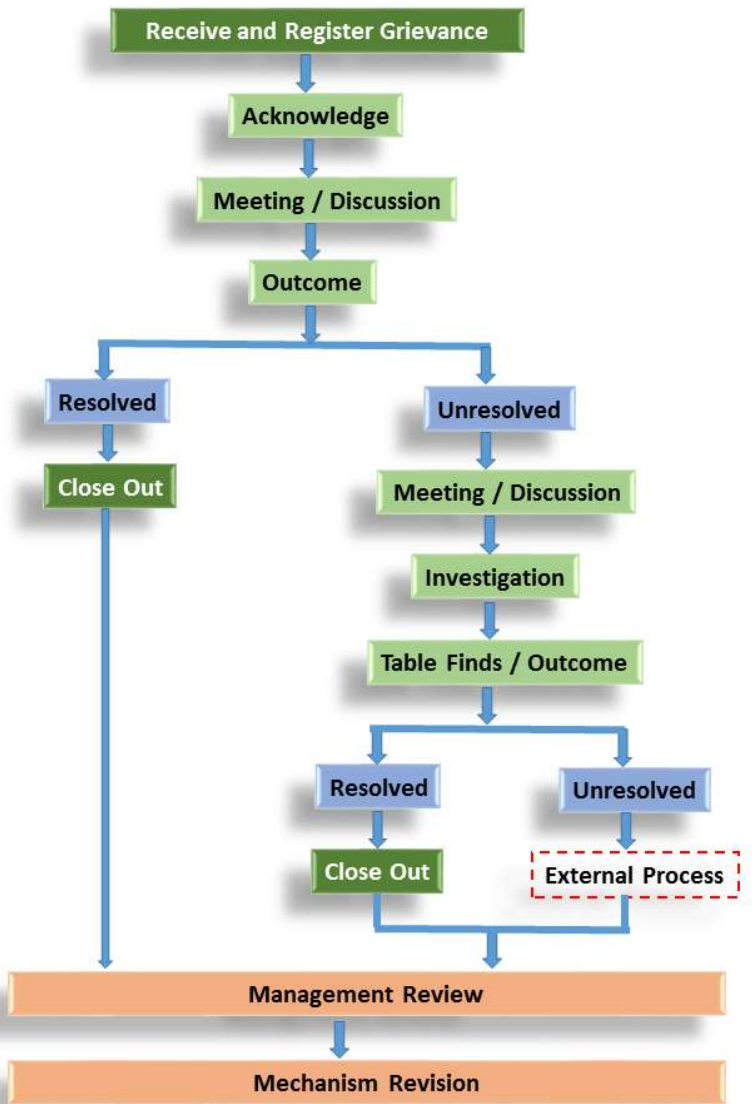 Receive and Register Grievance
Acknowledge
Meeting / Discussion
Outcome
Resolved
Unresolved
Close Out
Meeting / Discussion
Investigation
Table Finds / Outcome
Resolved
Unresolved
Close Out
External Process
Management Review
Mechanism Revision